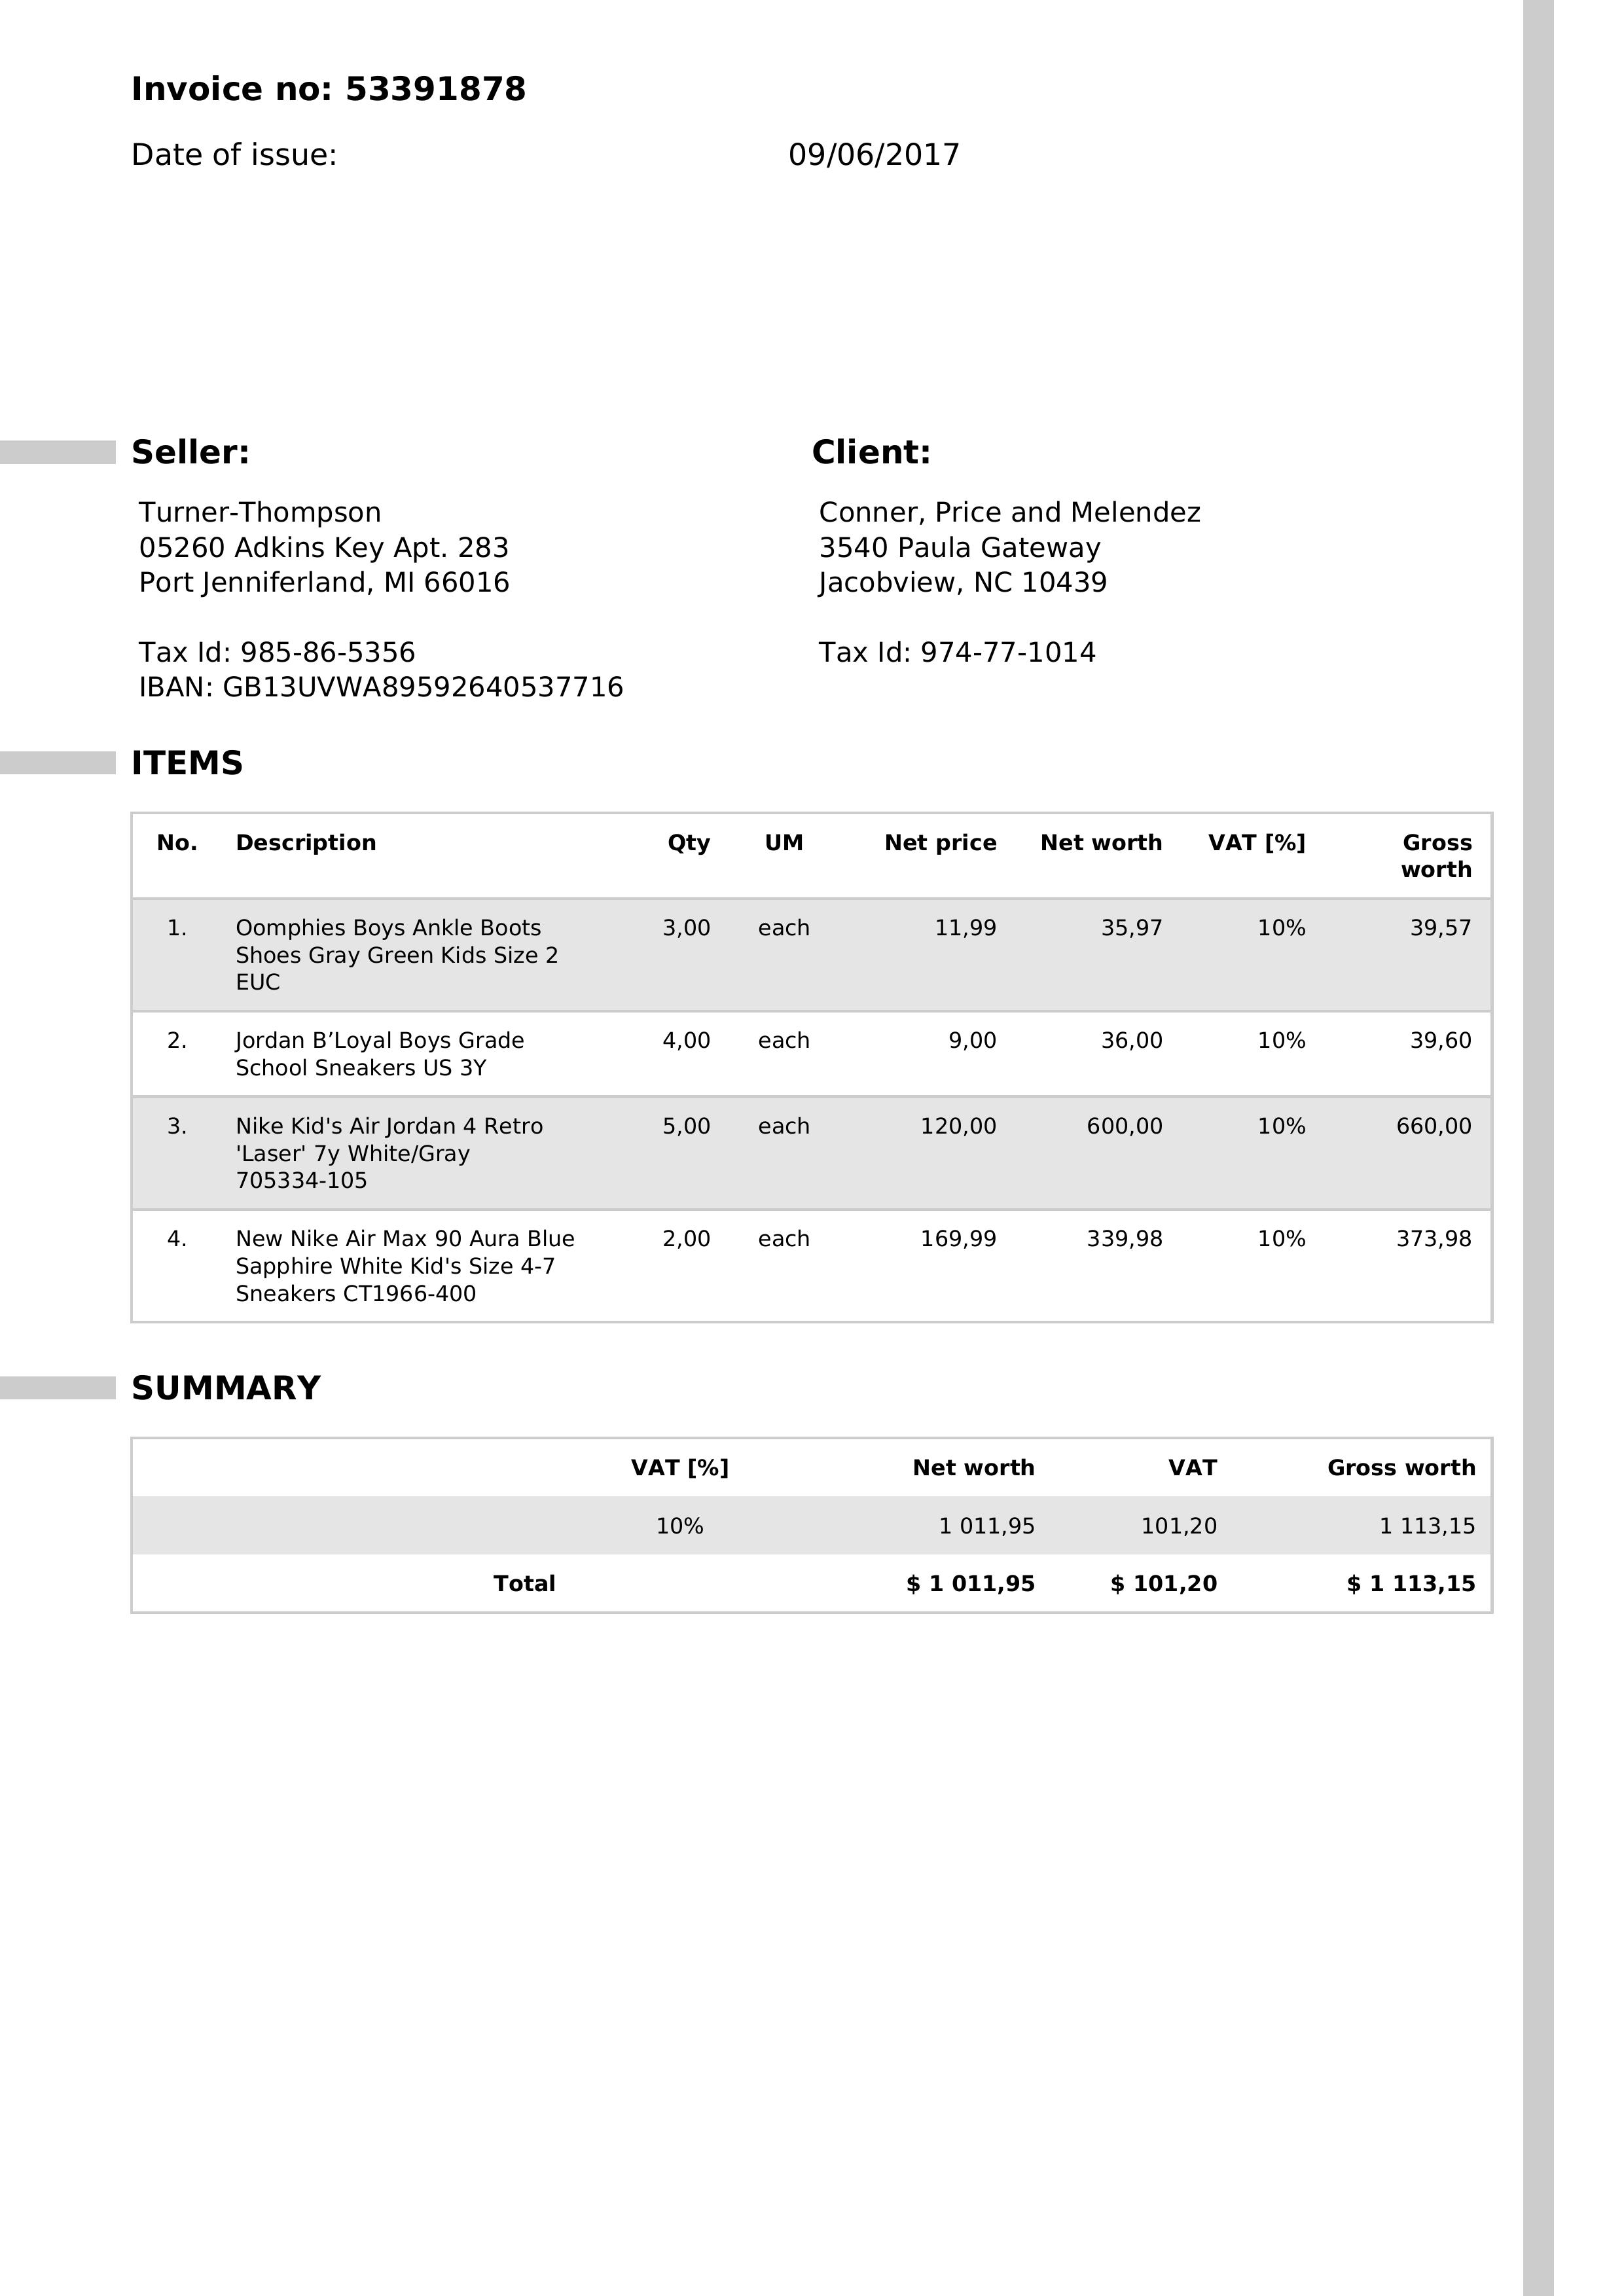 Invoice no: 53391878
Date of issue: 09/06/2017
Seller:
Turner-Thompson
05260 Adkins Key Apt. 283
Port Jenniferland, MI 66016
Tax Id: 985-86-5356
IBAN: GB13UVWA89592640537716
Client:
Conner, Price and Melendez
3540 Paula Gateway
Jacobview, NC 10439
Tax Id: 974-77-1014
ITEMS
No. Description Qty UM Net price Net worth VAT [%] Gross
worth
1. Oomphies Boys Ankle Boots 3,00 each 11,99 35,97 10% 39,57
Shoes Gray Green Kids Size 2
EUC
2. Jordan B’Loyal Boys Grade 4,00 each 9,00 36,00 10% 39,60
School Sneakers US 3Y
3. Nike Kid's Air Jordan 4 Retro 5,00 each 120,00 600,00 10% 660,00
'Laser' 7y White/Gray
705334-105
4. New Nike Air Max 90 Aura Blue 2,00 each 169,99 339,98 10% 373,98
Sapphire White Kid's Size 4-7
Sneakers CT1966-400
SUMMARY
VAT [%] Net worth VAT Gross worth
10% 1 011,95 101,20 1 113,15
Total $ 1 011,95 $ 101,20 $ 1 113,15